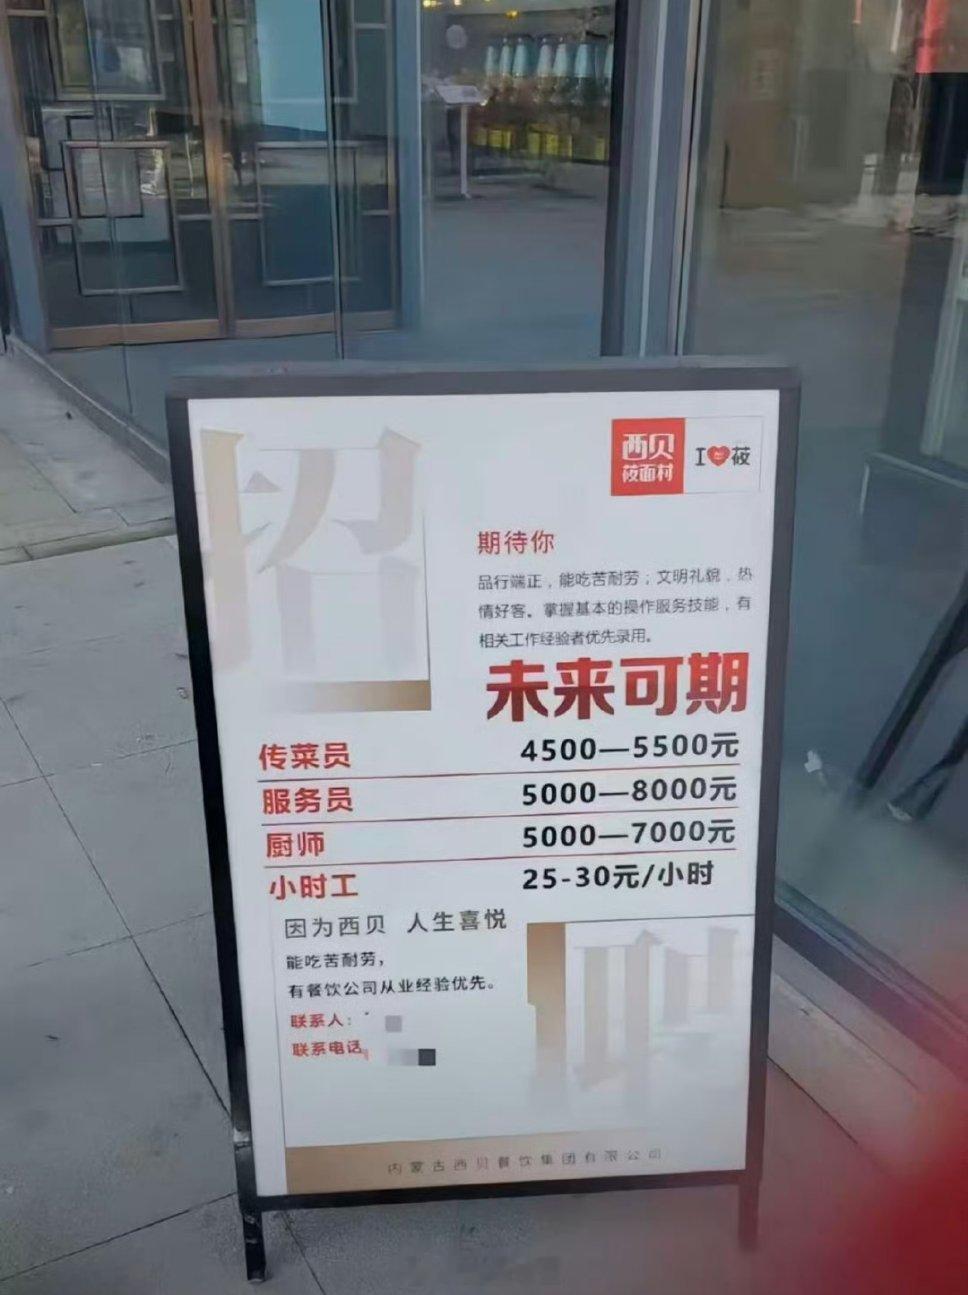 招
西贝
莜面村
I莜
期待你
品行端正，能吃苦耐劳；文明礼貌，热
情好客。掌握基本的操作服务技能，有
相关工作经验者优先录用。
未来可期
传菜员 4500—5500元
服务员 5000—8000元
厨师 5000—7000元
小时工 25-30元/小时
因为西贝 人生喜悦
能吃苦耐劳，
有餐饮公司从业经验优先。
联系人：
联系电话
聘
内蒙古西贝餐饮集团有限公司